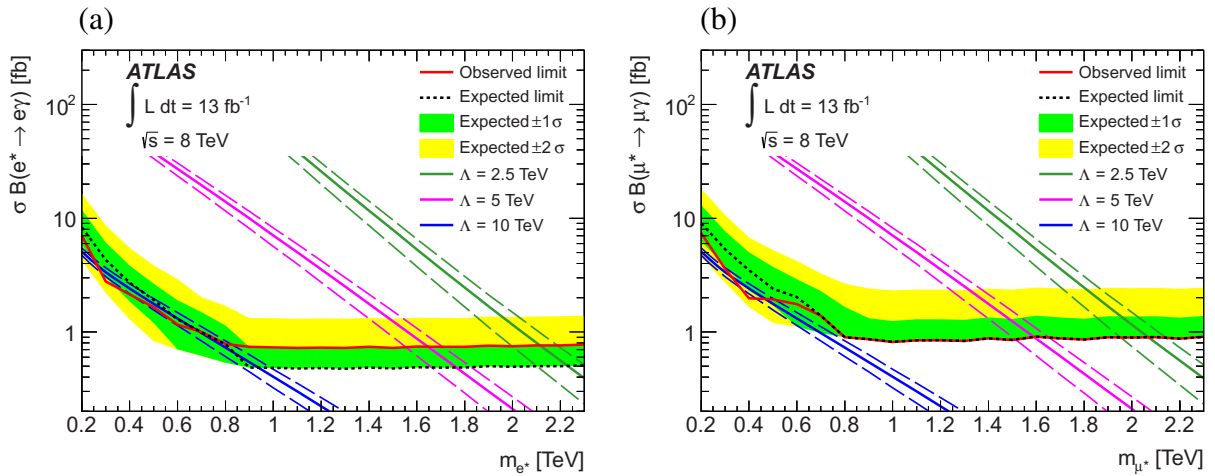 (a)
σ B(e* → eγ) [fb]
10²
10
1
ATLAS
∫ L dt = 13 fb⁻¹
√s = 8 TeV
Observed limit
Expected limit
Expected ±1σ
Expected ±2 σ
Λ = 2.5 TeV
Λ = 5 TeV
Λ = 10 TeV
0.2 0.4 0.6 0.8 1 1.2 1.4 1.6 1.8 2 2.2
m_e* [TeV]
(b)
σ B(μ* → μγ) [fb]
10²
10
1
ATLAS
∫ L dt = 13 fb⁻¹
√s = 8 TeV
Observed limit
Expected limit
Expected ±1σ
Expected ±2 σ
Λ = 2.5 TeV
Λ = 5 TeV
Λ = 10 TeV
0.2 0.4 0.6 0.8 1 1.2 1.4 1.6 1.8 2 2.2
m_μ* [TeV]